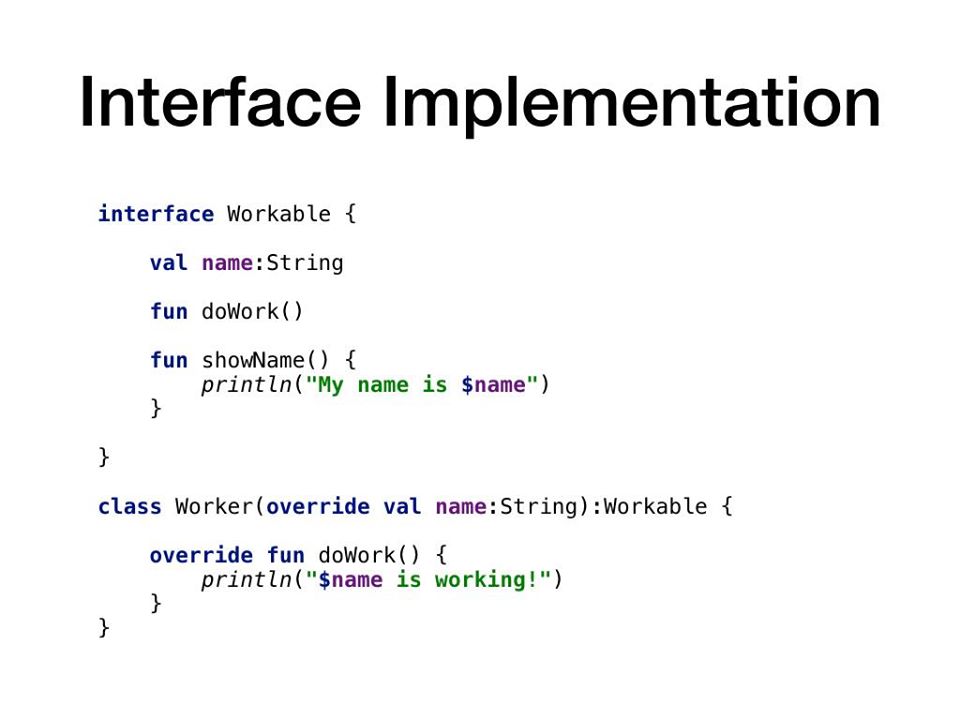 Interface Implementation
interface Workable {
val name:String
fun doWork()
fun showName() {
println("My name is $name")
}
}
class Worker(override val name:String):Workable {
override fun doWork() {
println("$name is working!")
}
}